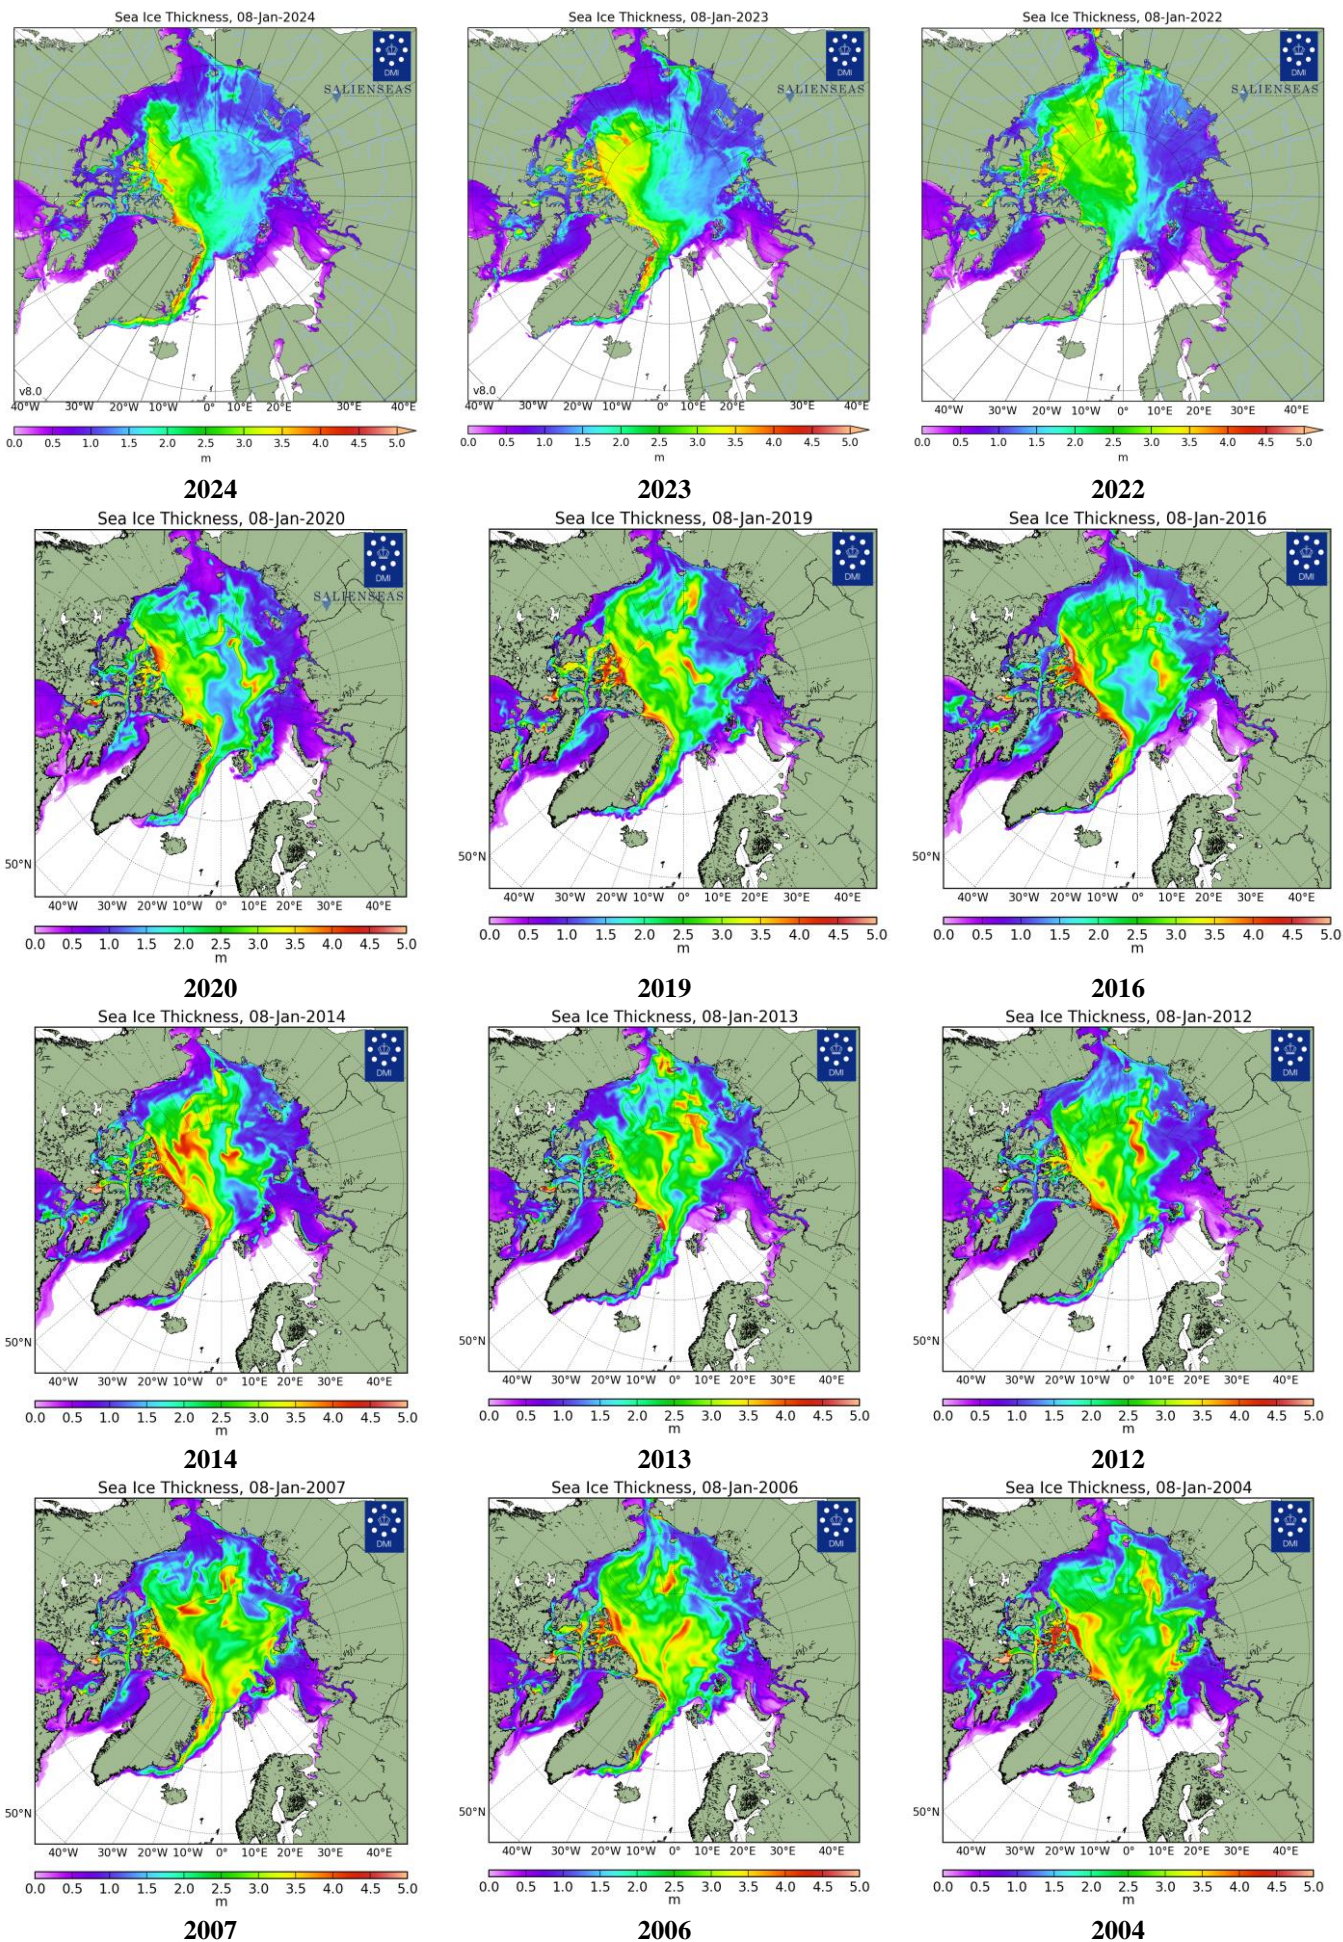 Sea Ice Thickness, 08-Jan-2024
DMI
SALIENSEAS
v8.0
40°W 30°W 20°W 10°W 0° 10°E 20°E 30°E 40°E
0.0 0.5 1.0 1.5 2.0 2.5 3.0 3.5 4.0 4.5 5.0
m
2024
Sea Ice Thickness, 08-Jan-2023
DMI
SALIENSEAS
v8.0
40°W 30°W 20°W 10°W 0° 10°E 20°E 30°E 40°E
0.0 0.5 1.0 1.5 2.0 2.5 3.0 3.5 4.0 4.5 5.0
m
2023
Sea Ice Thickness, 08-Jan-2022
DMI
SALIENSEAS
40°W 30°W 20°W 10°W 0° 10°E 20°E 30°E 40°E
0.0 0.5 1.0 1.5 2.0 2.5 3.0 3.5 4.0 4.5 5.0
m
2022
Sea Ice Thickness, 08-Jan-2020
DMI
SALIENSEAS
50°N
40°W 30°W 20°W 10°W 0° 10°E 20°E 30°E 40°E
0.0 0.5 1.0 1.5 2.0 2.5 3.0 3.5 4.0 4.5 5.0
m
2020
Sea Ice Thickness, 08-Jan-2019
DMI
50°N
40°W 30°W 20°W 10°W 0° 10°E 20°E 30°E 40°E
0.0 0.5 1.0 1.5 2.0 2.5 3.0 3.5 4.0 4.5 5.0
m
2019
Sea Ice Thickness, 08-Jan-2016
DMI
50°N
40°W 30°W 20°W 10°W 0° 10°E 20°E 30°E 40°E
0.0 0.5 1.0 1.5 2.0 2.5 3.0 3.5 4.0 4.5 5.0
m
2016
Sea Ice Thickness, 08-Jan-2014
DMI
50°N
40°W 30°W 20°W 10°W 0° 10°E 20°E 30°E 40°E
0.0 0.5 1.0 1.5 2.0 2.5 3.0 3.5 4.0 4.5 5.0
m
2014
Sea Ice Thickness, 08-Jan-2013
DMI
50°N
40°W 30°W 20°W 10°W 0° 10°E 20°E 30°E 40°E
0.0 0.5 1.0 1.5 2.0 2.5 3.0 3.5 4.0 4.5 5.0
m
2013
Sea Ice Thickness, 08-Jan-2012
DMI
50°N
40°W 30°W 20°W 10°W 0° 10°E 20°E 30°E 40°E
0.0 0.5 1.0 1.5 2.0 2.5 3.0 3.5 4.0 4.5 5.0
m
2012
Sea Ice Thickness, 08-Jan-2007
DMI
50°N
40°W 30°W 20°W 10°W 0° 10°E 20°E 30°E 40°E
0.0 0.5 1.0 1.5 2.0 2.5 3.0 3.5 4.0 4.5 5.0
m
2007
Sea Ice Thickness, 08-Jan-2006
DMI
50°N
40°W 30°W 20°W 10°W 0° 10°E 20°E 30°E 40°E
0.0 0.5 1.0 1.5 2.0 2.5 3.0 3.5 4.0 4.5 5.0
m
2006
Sea Ice Thickness, 08-Jan-2004
DMI
50°N
40°W 30°W 20°W 10°W 0° 10°E 20°E 30°E 40°E
0.0 0.5 1.0 1.5 2.0 2.5 3.0 3.5 4.0 4.5 5.0
m
2004